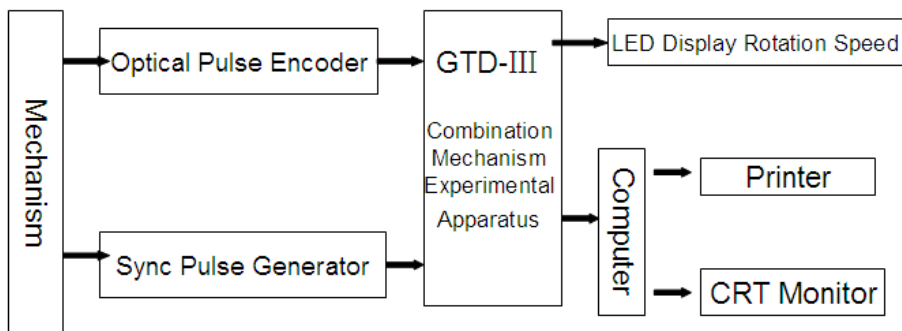 Mechanism
Optical Pulse Encoder
Sync Pulse Generator
GTD-III
Combination
Mechanism
Experimental
Apparatus
LED Display Rotation Speed
Computer
Printer
CRT Monitor